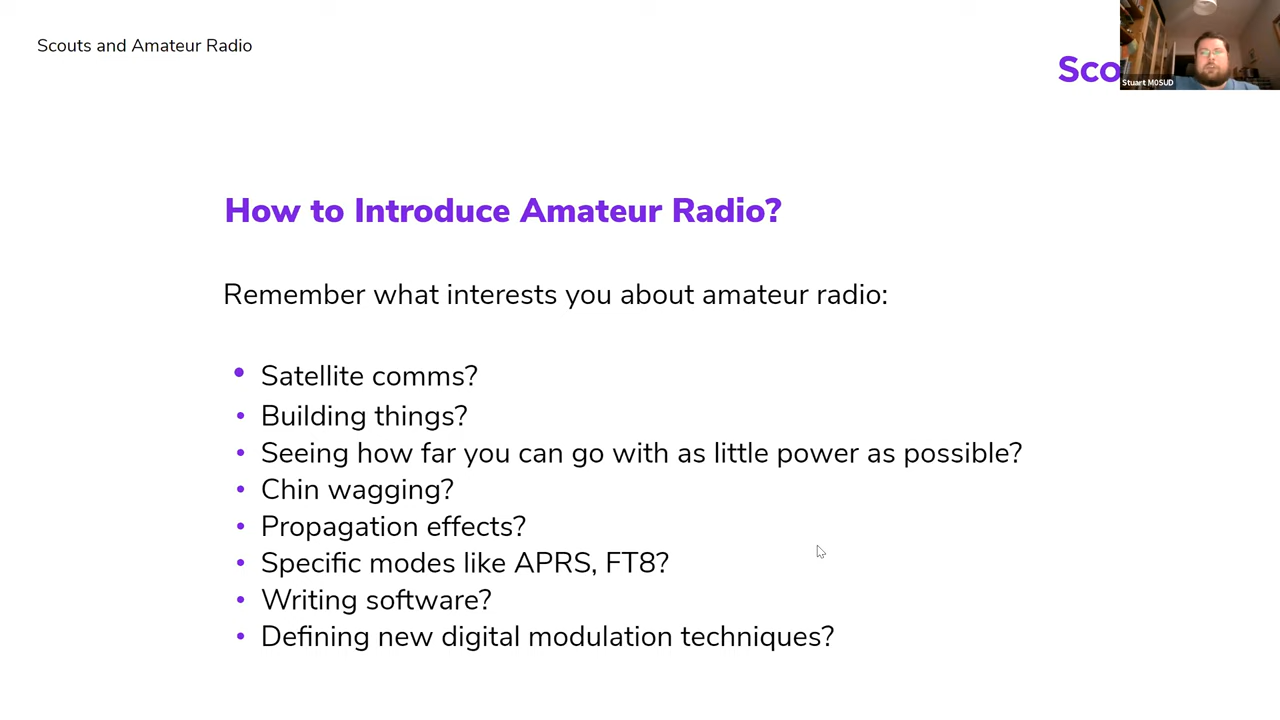 Scouts and Amateur Radio
Sco
Stuart M0SUD
How to Introduce Amateur Radio?
Remember what interests you about amateur radio:
• Satellite comms?
• Building things?
• Seeing how far you can go with as little power as possible?
• Chin wagging?
• Propagation effects?
• Specific modes like APRS, FT8?
• Writing software?
• Defining new digital modulation techniques?